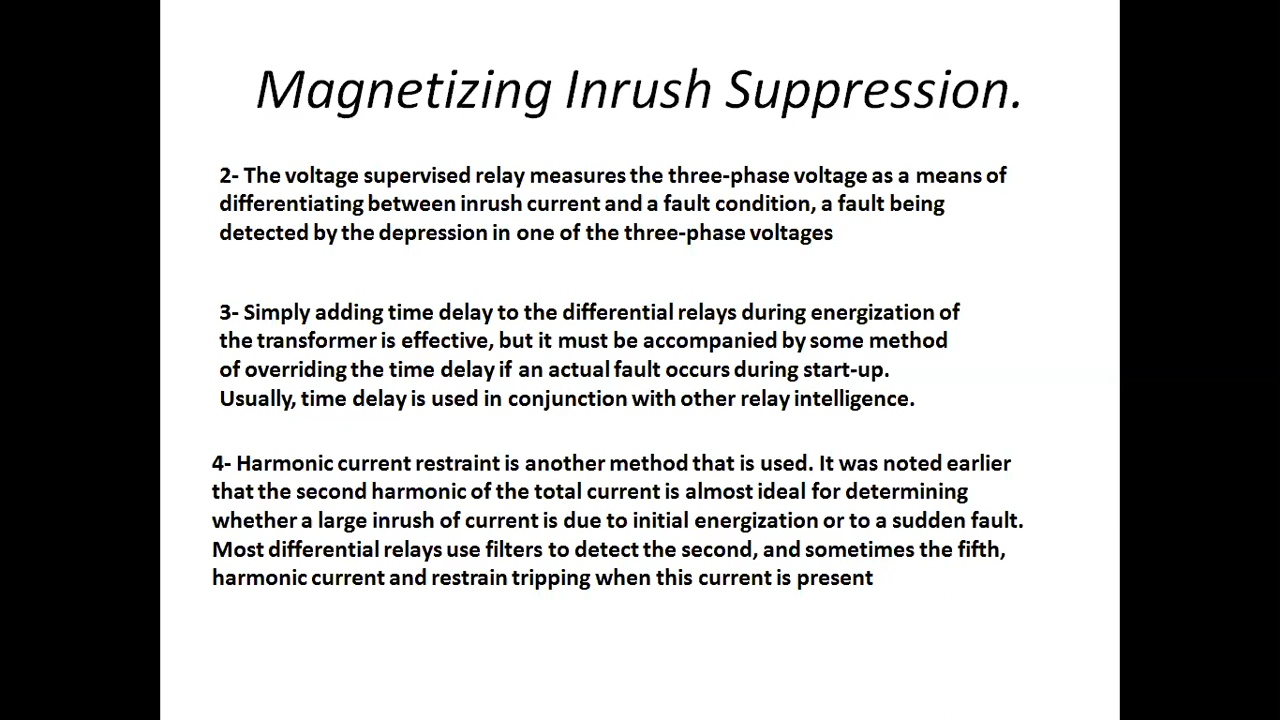 Magnetizing Inrush Suppression.
2- The voltage supervised relay measures the three-phase voltage as a means of
differentiating between inrush current and a fault condition, a fault being
detected by the depression in one of the three-phase voltages
3- Simply adding time delay to the differential relays during energization of
the transformer is effective, but it must be accompanied by some method
of overriding the time delay if an actual fault occurs during start-up.
Usually, time delay is used in conjunction with other relay intelligence.
4- Harmonic current restraint is another method that is used. It was noted earlier
that the second harmonic of the total current is almost ideal for determining
whether a large inrush of current is due to initial energization or to a sudden fault.
Most differential relays use filters to detect the second, and sometimes the fifth,
harmonic current and restrain tripping when this current is present